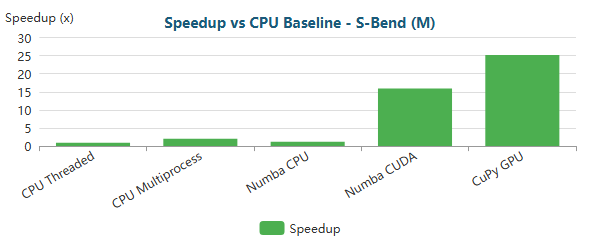 Speedup (x)
Speedup vs CPU Baseline - S-Bend (M)
30
25
20
15
10
5
0
CPU Threaded
CPU Multiprocess
Numba CPU
Numba CUDA
CuPy GPU
Speedup